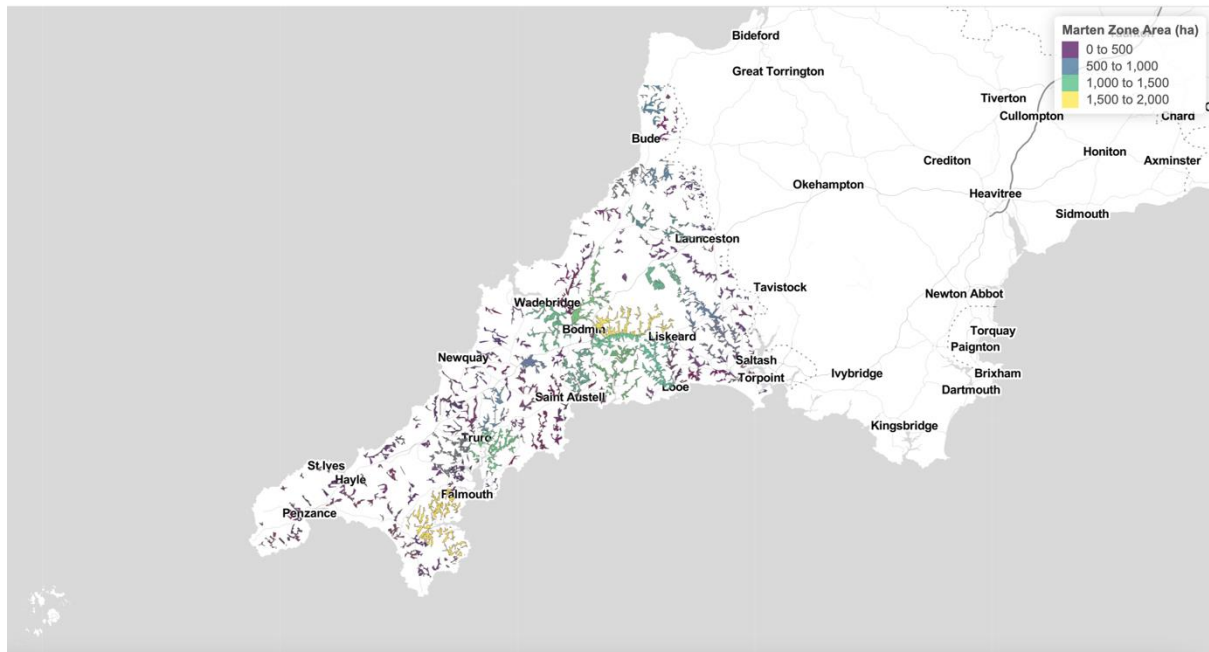 Marten Zone Area (ha)
0 to 500
500 to 1,000
1,000 to 1,500
1,500 to 2,000
Bideford
Great Torrington
Tiverton
Cullompton
Chard
Bude
Crediton
Honiton
Axminster
Okehampton
Heavitree
Sidmouth
Launceston
Tavistock
Newton Abbot
Wadebridge
Bodmin
Liskeard
Torquay
Paignton
Newquay
Saltash
Torpoint
Ivybridge
Brixham
Dartmouth
Looe
Saint Austell
Kingsbridge
Truro
St Ives
Hayle
Falmouth
Penzance